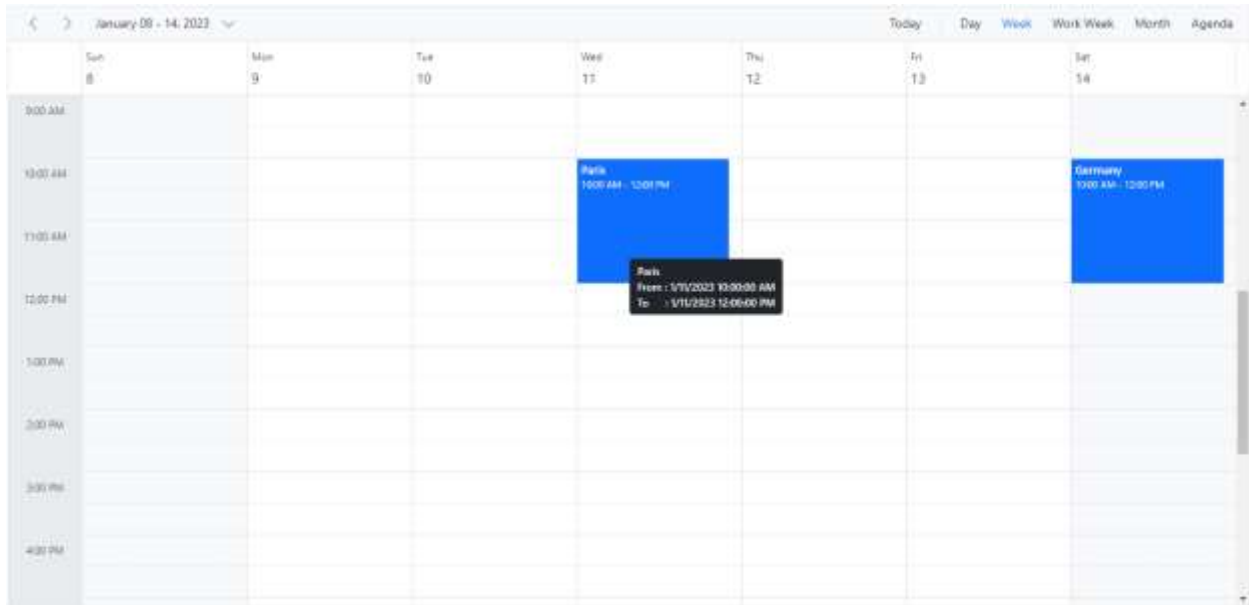 January 08 - 14, 2023
Today Day Week Work Week Month Agenda
Sun Mon Tue Wed Thu Fri Sat
8 9 10 11 12 13 14
9:00 AM
10:00 AM
Paris
10:00 AM - 12:00 PM
Germany
10:00 AM - 12:00 PM
11:00 AM
Paris
From : 1/11/2023 10:00:00 AM
To : 1/11/2023 12:00:00 PM
12:00 PM
1:00 PM
2:00 PM
3:00 PM
4:00 PM